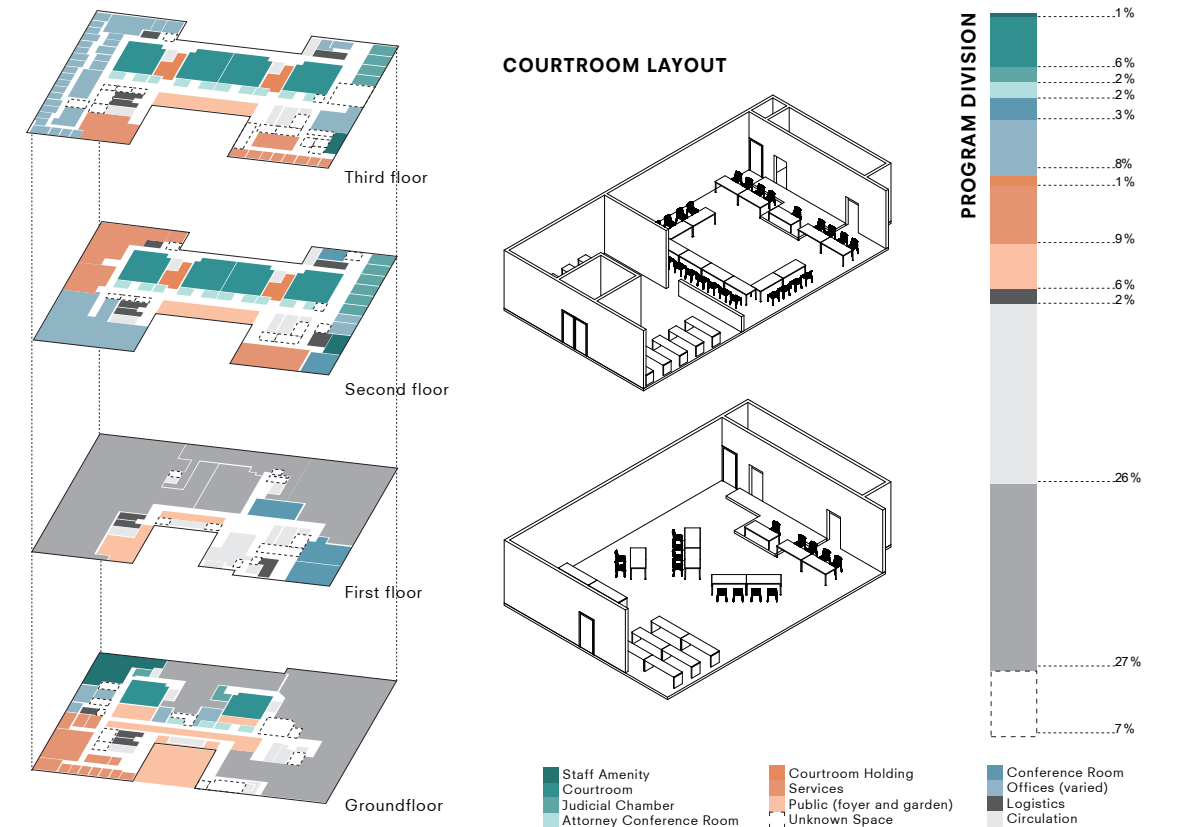 Third floor
Second floor
First floor
Groundfloor
COURTROOM LAYOUT
PROGRAM DIVISION
1%
6%
2%
2%
3%
8%
1%
9%
6%
2%
26%
27%
7%
Staff Amenity
Courtroom
Judicial Chamber
Attorney Conference Room
Courtroom Holding
Services
Public (foyer and garden)
Unknown Space
Conference Room
Offices (varied)
Logistics
Circulation